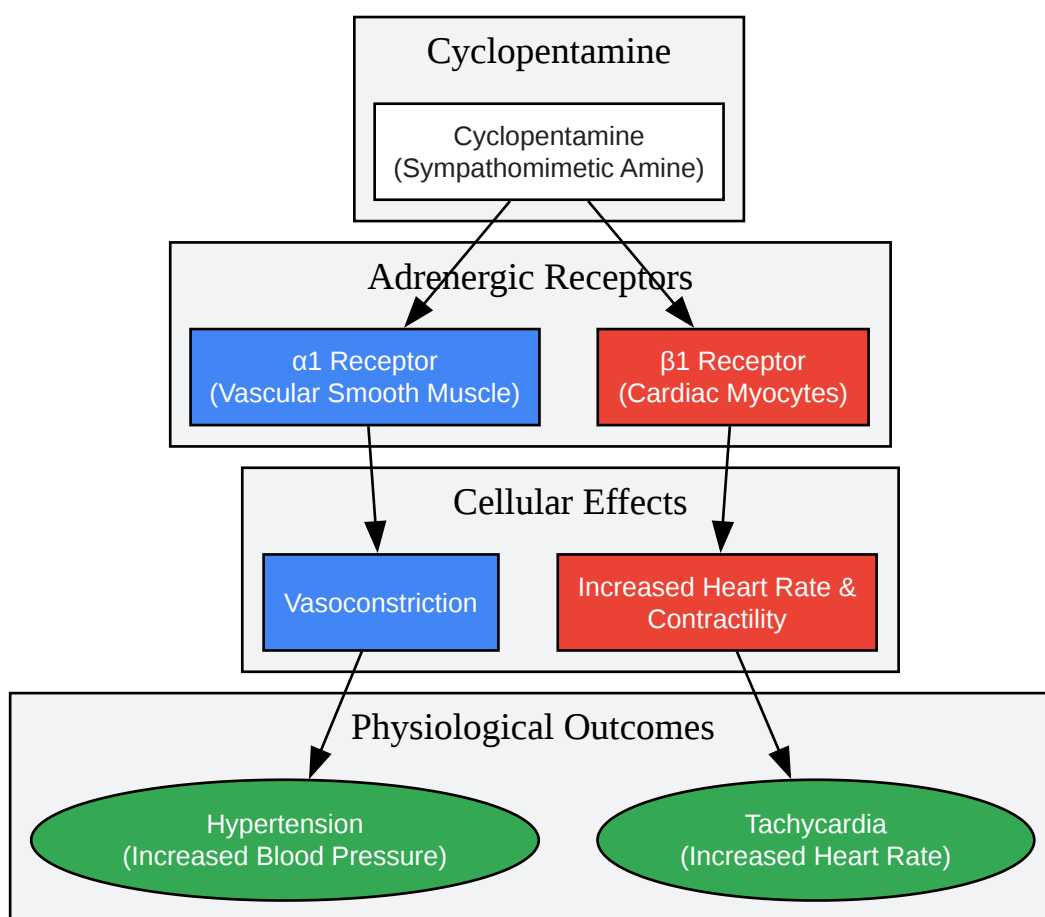 Cyclopentamine
Cyclopentamine
(Sympathomimetic Amine)
Adrenergic Receptors
α1 Receptor
(Vascular Smooth Muscle)
β1 Receptor
(Cardiac Myocytes)
Cellular Effects
Vasoconstriction
Increased Heart Rate &
Contractility
Physiological Outcomes
Hypertension
(Increased Blood Pressure)
Tachycardia
(Increased Heart Rate)